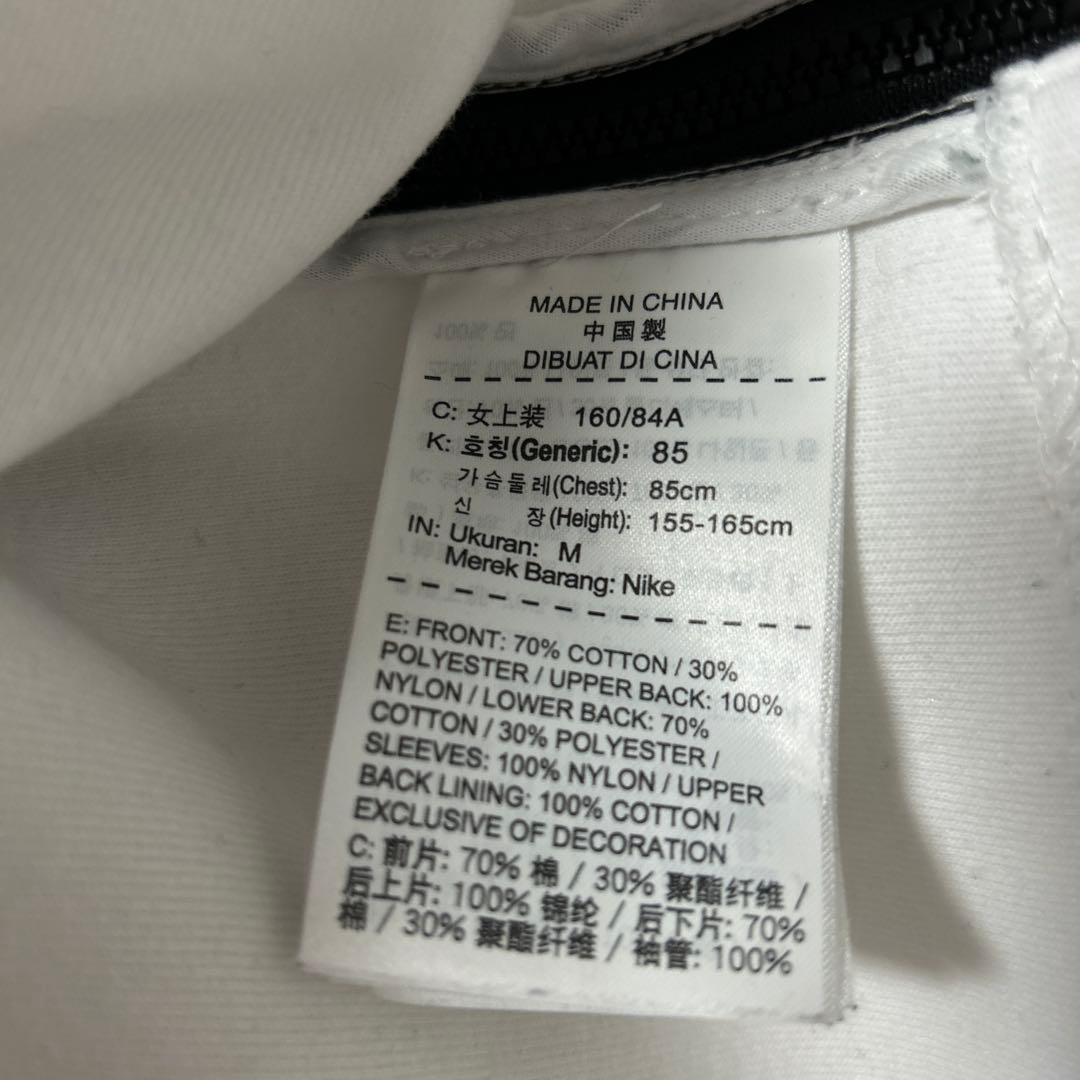 MADE IN CHINA
中国製
DIBUAT DI CINA
C: 女上装 160/84A
K: 호칭(Generic): 85
가슴둘레(Chest): 85cm
신 장(Height): 155-165cm
IN: Ukuran: M
Merek Barang: Nike
E: FRONT: 70% COTTON / 30%
POLYESTER / UPPER BACK: 100%
NYLON / LOWER BACK: 70%
COTTON / 30% POLYESTER /
SLEEVES: 100% NYLON / UPPER
BACK LINING: 100% COTTON /
EXCLUSIVE OF DECORATION
C: 前片: 70% 棉 / 30% 聚酯纤维 /
后上片: 100% 锦纶 / 后下片: 70%
棉 / 30% 聚酯纤维 / 袖管: 100%